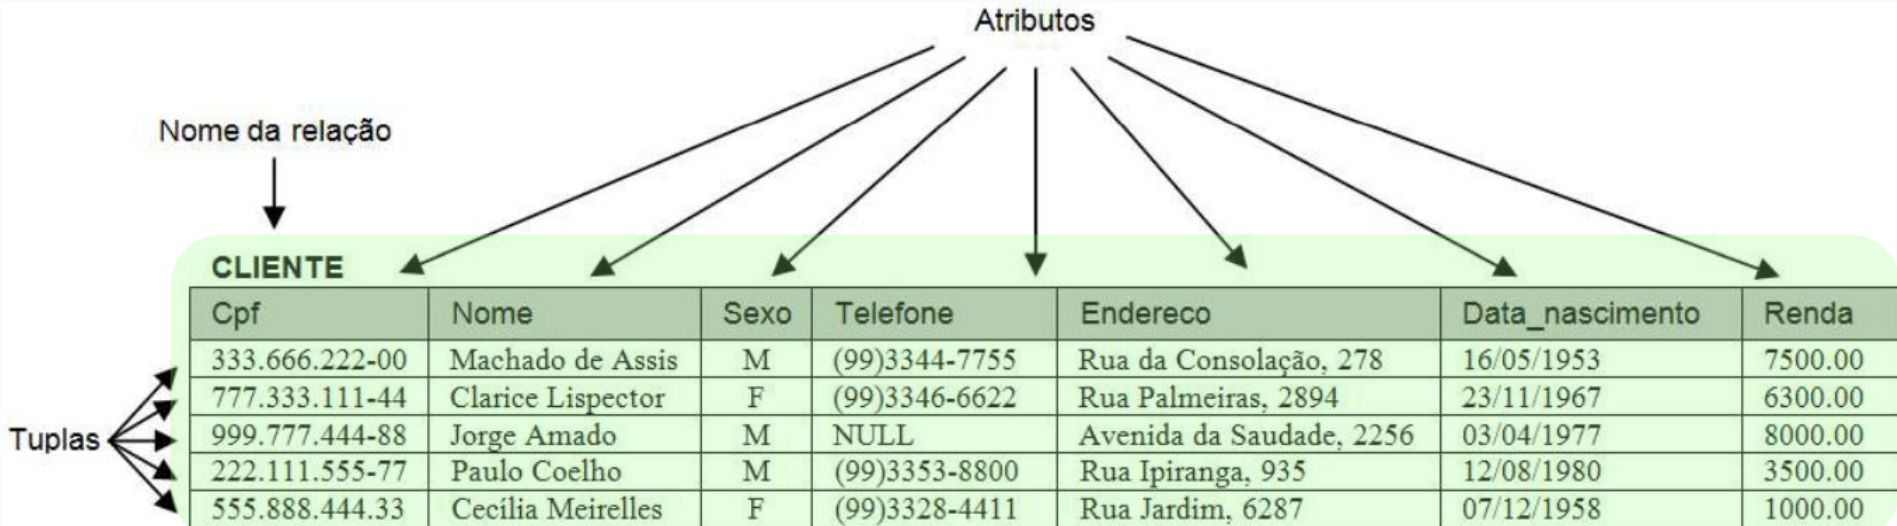 Atributos
Nome da relação
CLIENTE
Cpf Nome Sexo Telefone Endereco Data_nascimento Renda
333.666.222-00 Machado de Assis M (99)3344-7755 Rua da Consolação, 278 16/05/1953 7500.00
777.333.111-44 Clarice Lispector F (99)3346-6622 Rua Palmeiras, 2894 23/11/1967 6300.00
Tuplas 999.777.444-88 Jorge Amado M NULL Avenida da Saudade, 2256 03/04/1977 8000.00
222.111.555-77 Paulo Coelho M (99)3353-8800 Rua Ipiranga, 935 12/08/1980 3500.00
555.888.444.33 Cecília Meirelles F (99)3328-4411 Rua Jardim, 6287 07/12/1958 1000.00